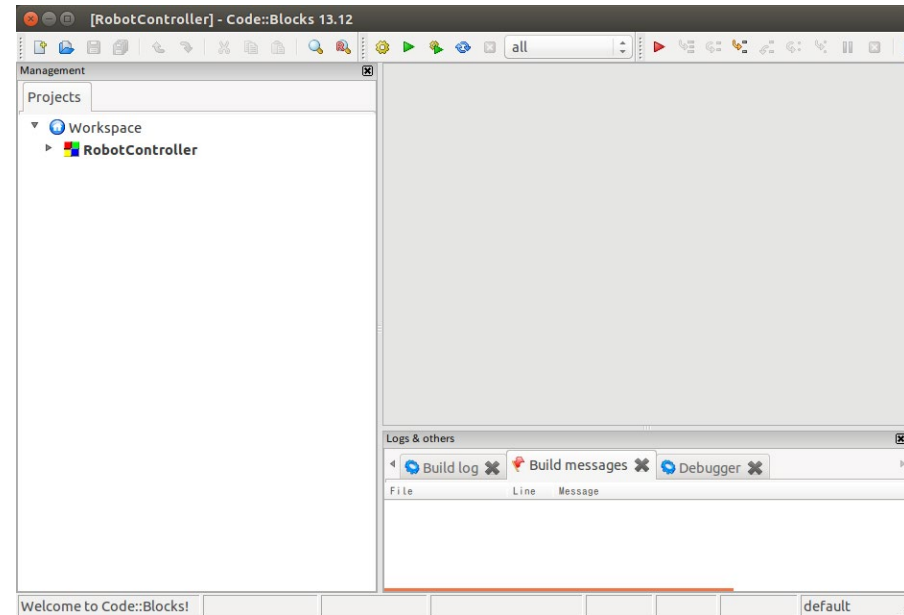 [RobotController] - Code::Blocks 13.12
all
Management
Projects
Workspace
RobotController
Logs & others
Build log
Build messages
Debugger
File Line Message
Welcome to Code::Blocks!
default